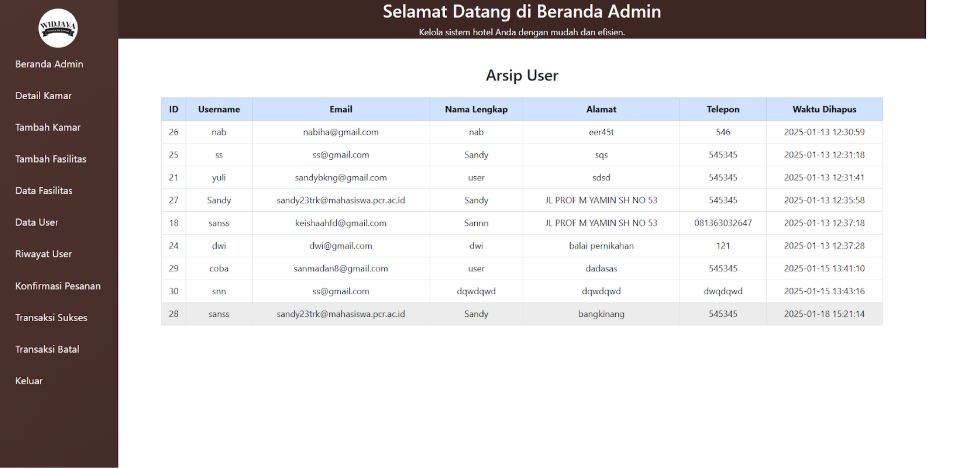 WIDJAYA
Beranda Admin
Detail Kamar
Tambah Kamar
Tambah Fasilitas
Data Fasilitas
Data User
Riwayat User
Konfirmasi Pesanan
Transaksi Sukses
Transaksi Batal
Keluar
Selamat Datang di Beranda Admin
Kelola sistem hotel Anda dengan mudah dan efisien.
Arsip User
ID Username Email Nama Lengkap Alamat Telepon Waktu Dihapus
26 nab nabiha@gmail.com nab eer45t 546 2025-01-13 12:30:59
25 ss ss@gmail.com Sandy sqs 545345 2025-01-13 12:31:18
21 yuli sandybkng@gmail.com user sdsd 545345 2025-01-13 12:31:41
27 Sandy sandy23trk@mahasiswa.pcr.ac.id Sandy JL PROF M YAMIN SH NO 53 545345 2025-01-13 12:35:58
18 sanss keishaahfd@gmail.com Sannn JL PROF M YAMIN SH NO 53 081363032647 2025-01-13 12:37:18
24 dwi dwi@gmail.com dwi balai pernikahan 121 2025-01-13 12:37:28
29 coba sanmadan8@gmail.com user dadasas 545345 2025-01-15 13:41:10
30 snn ss@gmail.com dqwdqwd dqwdqwd dwqdqwd 2025-01-15 13:43:16
28 sanss sandy23trk@mahasiswa.pcr.ac.id Sandy bangkinang 545345 2025-01-18 15:21:14